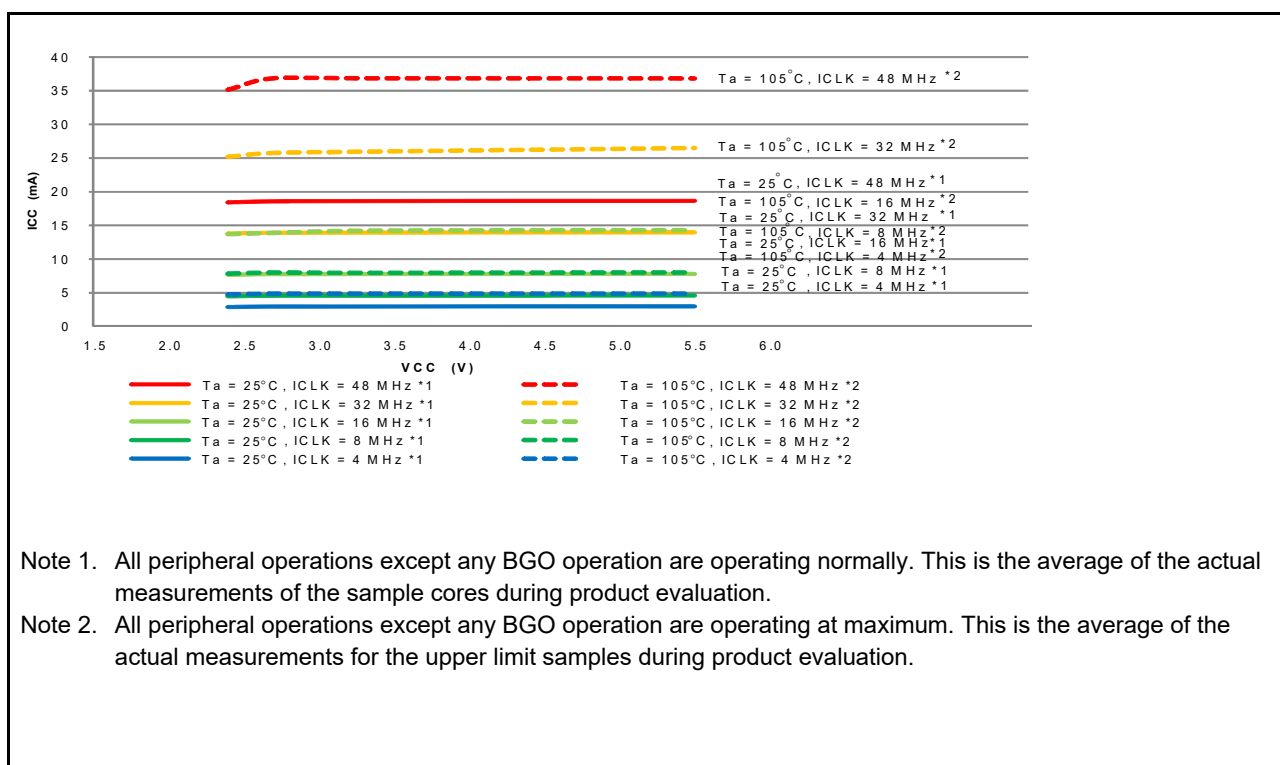 40
35
30
25
20
15
10
5
0
ICC (mA)
Ta = 105°C, ICLK = 48 MHz *2
Ta = 105°C, ICLK = 32 MHz *2
Ta = 25°C, ICLK = 48 MHz *1
Ta = 105°C, ICLK = 16 MHz *2
Ta = 25°C, ICLK = 32 MHz *1
Ta = 105°C, ICLK = 8 MHz *2
Ta = 25°C, ICLK = 16 MHz *1
Ta = 105°C, ICLK = 4 MHz *2
Ta = 25°C, ICLK = 8 MHz *1
Ta = 25°C, ICLK = 4 MHz *1
1.5 2.0 2.5 3.0 3.5 4.0 4.5 5.0 5.5 6.0
VCC (V)
Ta = 25°C, ICLK = 48 MHz *1 Ta = 105°C, ICLK = 48 MHz *2
Ta = 25°C, ICLK = 32 MHz *1 Ta = 105°C, ICLK = 32 MHz *2
Ta = 25°C, ICLK = 16 MHz *1 Ta = 105°C, ICLK = 16 MHz *2
Ta = 25°C, ICLK = 8 MHz *1 Ta = 105°C, ICLK = 8 MHz *2
Ta = 25°C, ICLK = 4 MHz *1 Ta = 105°C, ICLK = 4 MHz *2
Note 1. All peripheral operations except any BGO operation are operating normally. This is the average of the actual
measurements of the sample cores during product evaluation.
Note 2. All peripheral operations except any BGO operation are operating at maximum. This is the average of the
actual measurements for the upper limit samples during product evaluation.